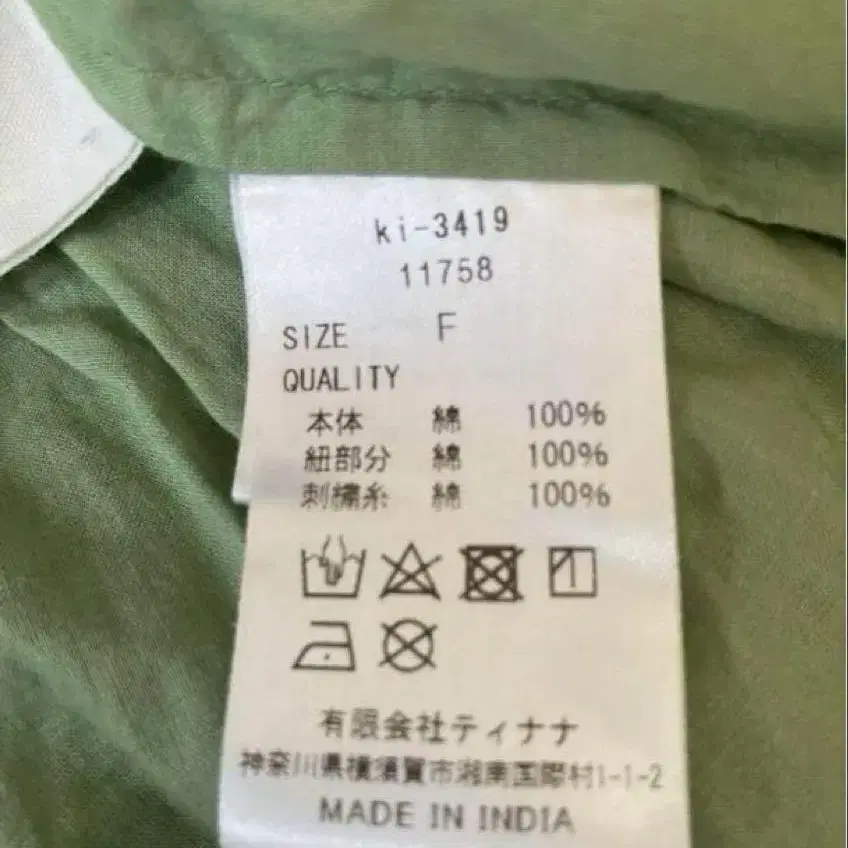 ki-3419
11758
SIZE F
QUALITY
本体 綿 100%
紐部分 綿 100%
刺繍糸 綿 100%
有限会社ティナナ
神奈川県横須賀市湘南国際村1-1-2
MADE IN INDIA